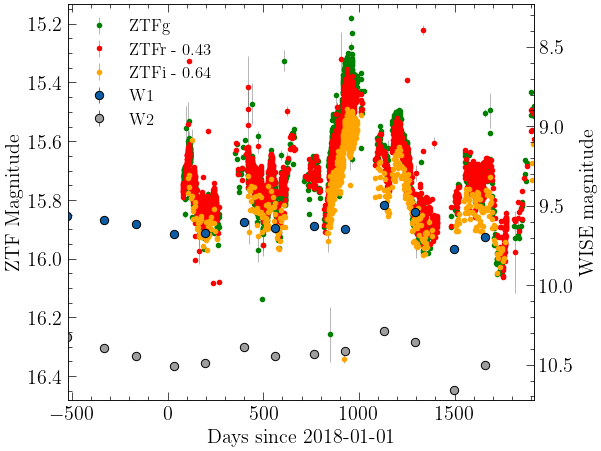 ZTFg
ZTFr - 0.43
ZTFi - 0.64
W1
W2
15.2
15.4
15.6
15.8
16.0
16.2
16.4
ZTF Magnitude
8.5
9.0
9.5
10.0
10.5
WISE magnitude
−500
0
500
1000
1500
Days since 2018-01-01